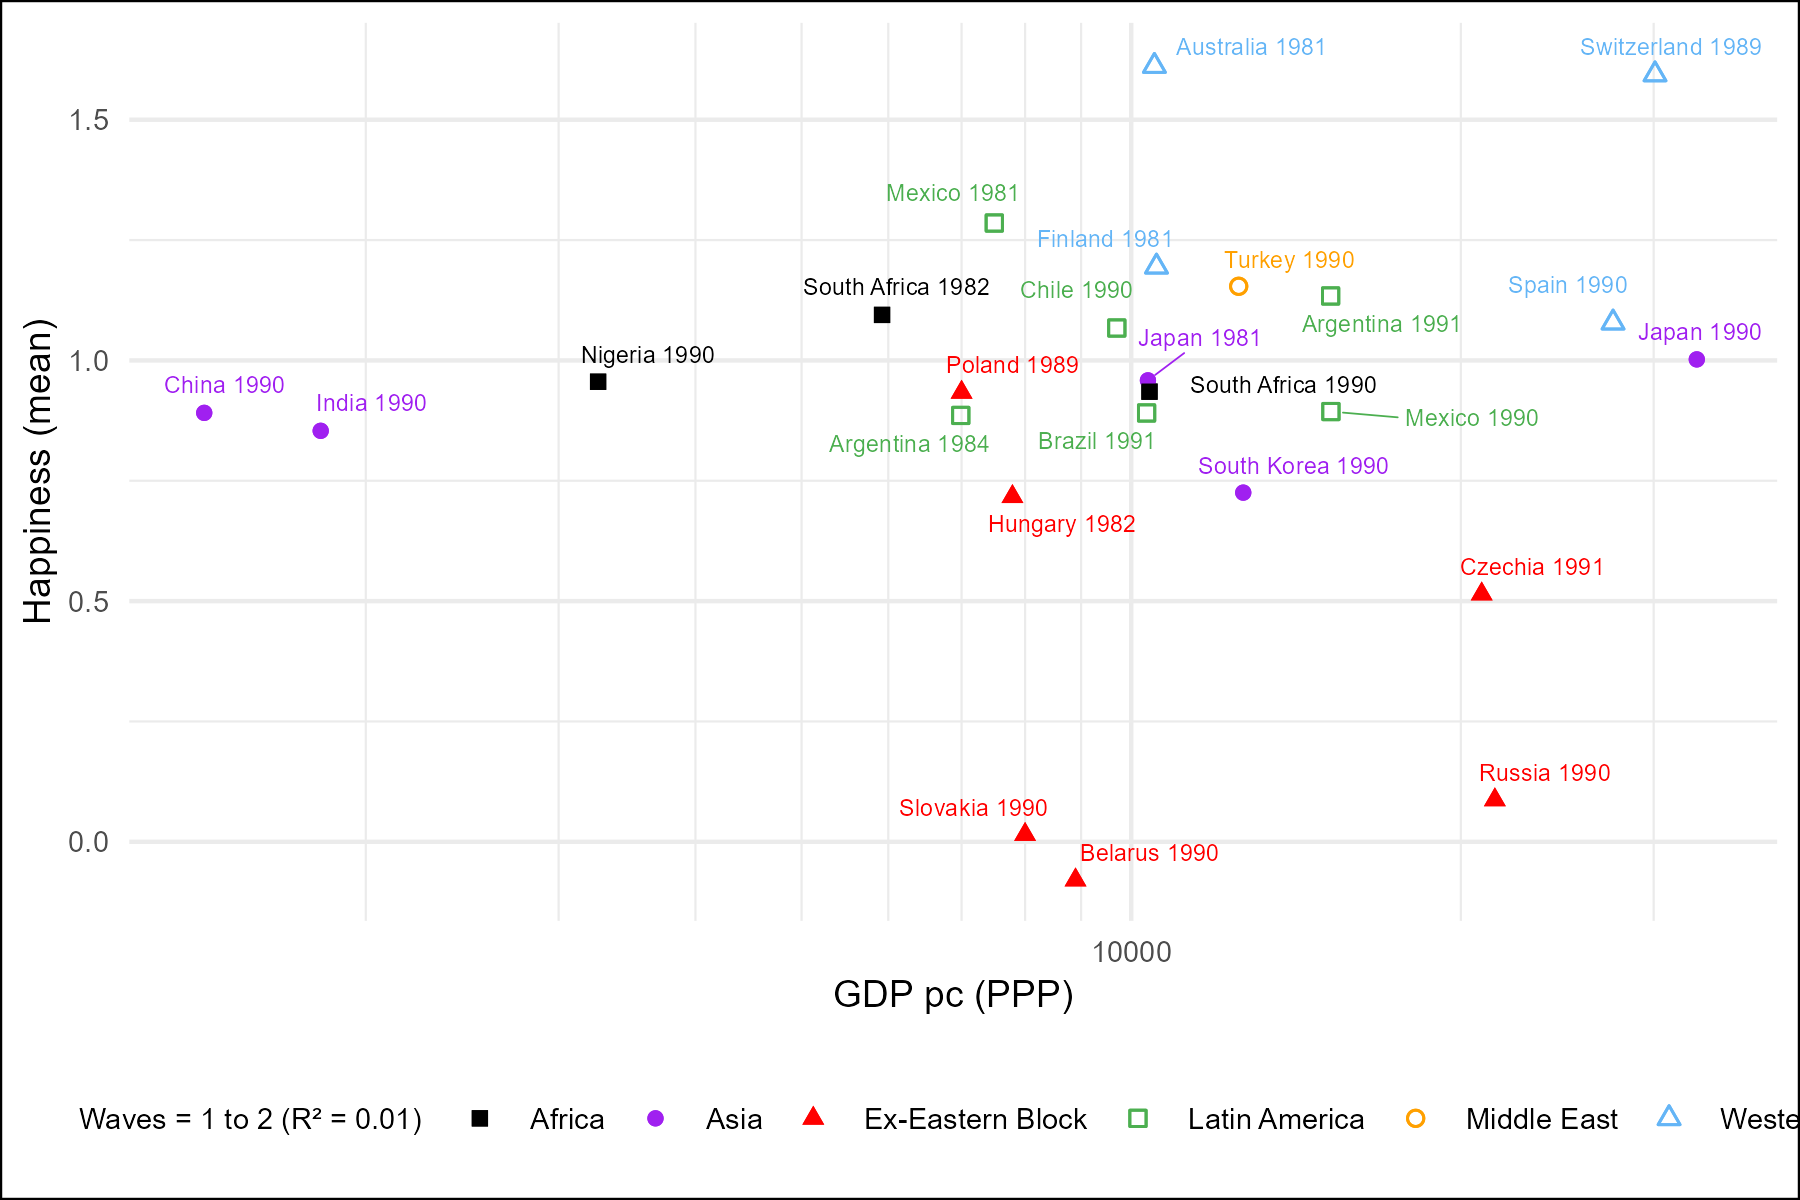 Australia 1981
Switzerland 1989
1.5
Mexico 1981
Finland 1981
Turkey 1990
South Africa 1982
Chile 1990
Spain 1990
Argentina 1991
Japan 1981
Japan 1990
Nigeria 1990
1.0
Poland 1989
China 1990
South Africa 1990
India 1990
Mexico 1990
Argentina 1984
Brazil 1991
South Korea 1990
Hungary 1982
Czechia 1991
0.5
Russia 1990
Slovakia 1990
0.0
Belarus 1990
Happiness (mean)
10000
GDP pc (PPP)
Waves = 1 to 2 (R² = 0.01) Africa Asia Ex-Eastern Block Latin America Middle East Weste